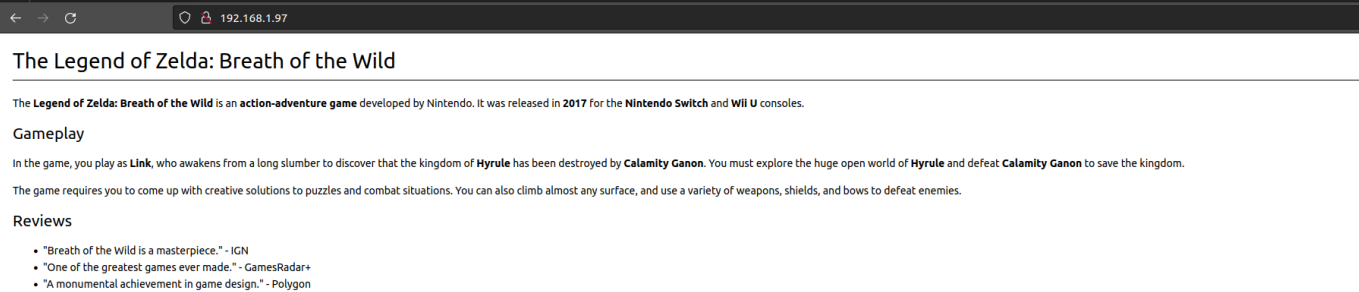 192.168.1.97
The Legend of Zelda: Breath of the Wild
The Legend of Zelda: Breath of the Wild is an action-adventure game developed by Nintendo. It was released in 2017 for the Nintendo Switch and Wii U consoles.
Gameplay
In the game, you play as Link, who awakens from a long slumber to discover that the kingdom of Hyrule has been destroyed by Calamity Ganon. You must explore the huge open world of Hyrule and defeat Calamity Ganon to save the kingdom.
The game requires you to come up with creative solutions to puzzles and combat situations. You can also climb almost any surface, and use a variety of weapons, shields, and bows to defeat enemies.
Reviews
• "Breath of the Wild is a masterpiece." - IGN
• "One of the greatest games ever made." - GamesRadar+
• "A monumental achievement in game design." - Polygon